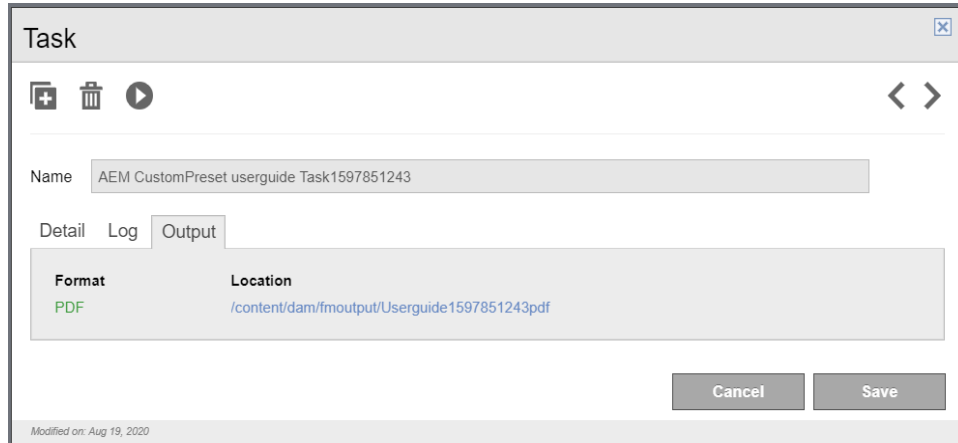 Task
Name AEM CustomPreset userguide Task1597851243
Detail Log Output
Format Location
PDF /content/dam/fmoutput/Userguide1597851243pdf
Cancel Save
Modified on: Aug 19, 2020